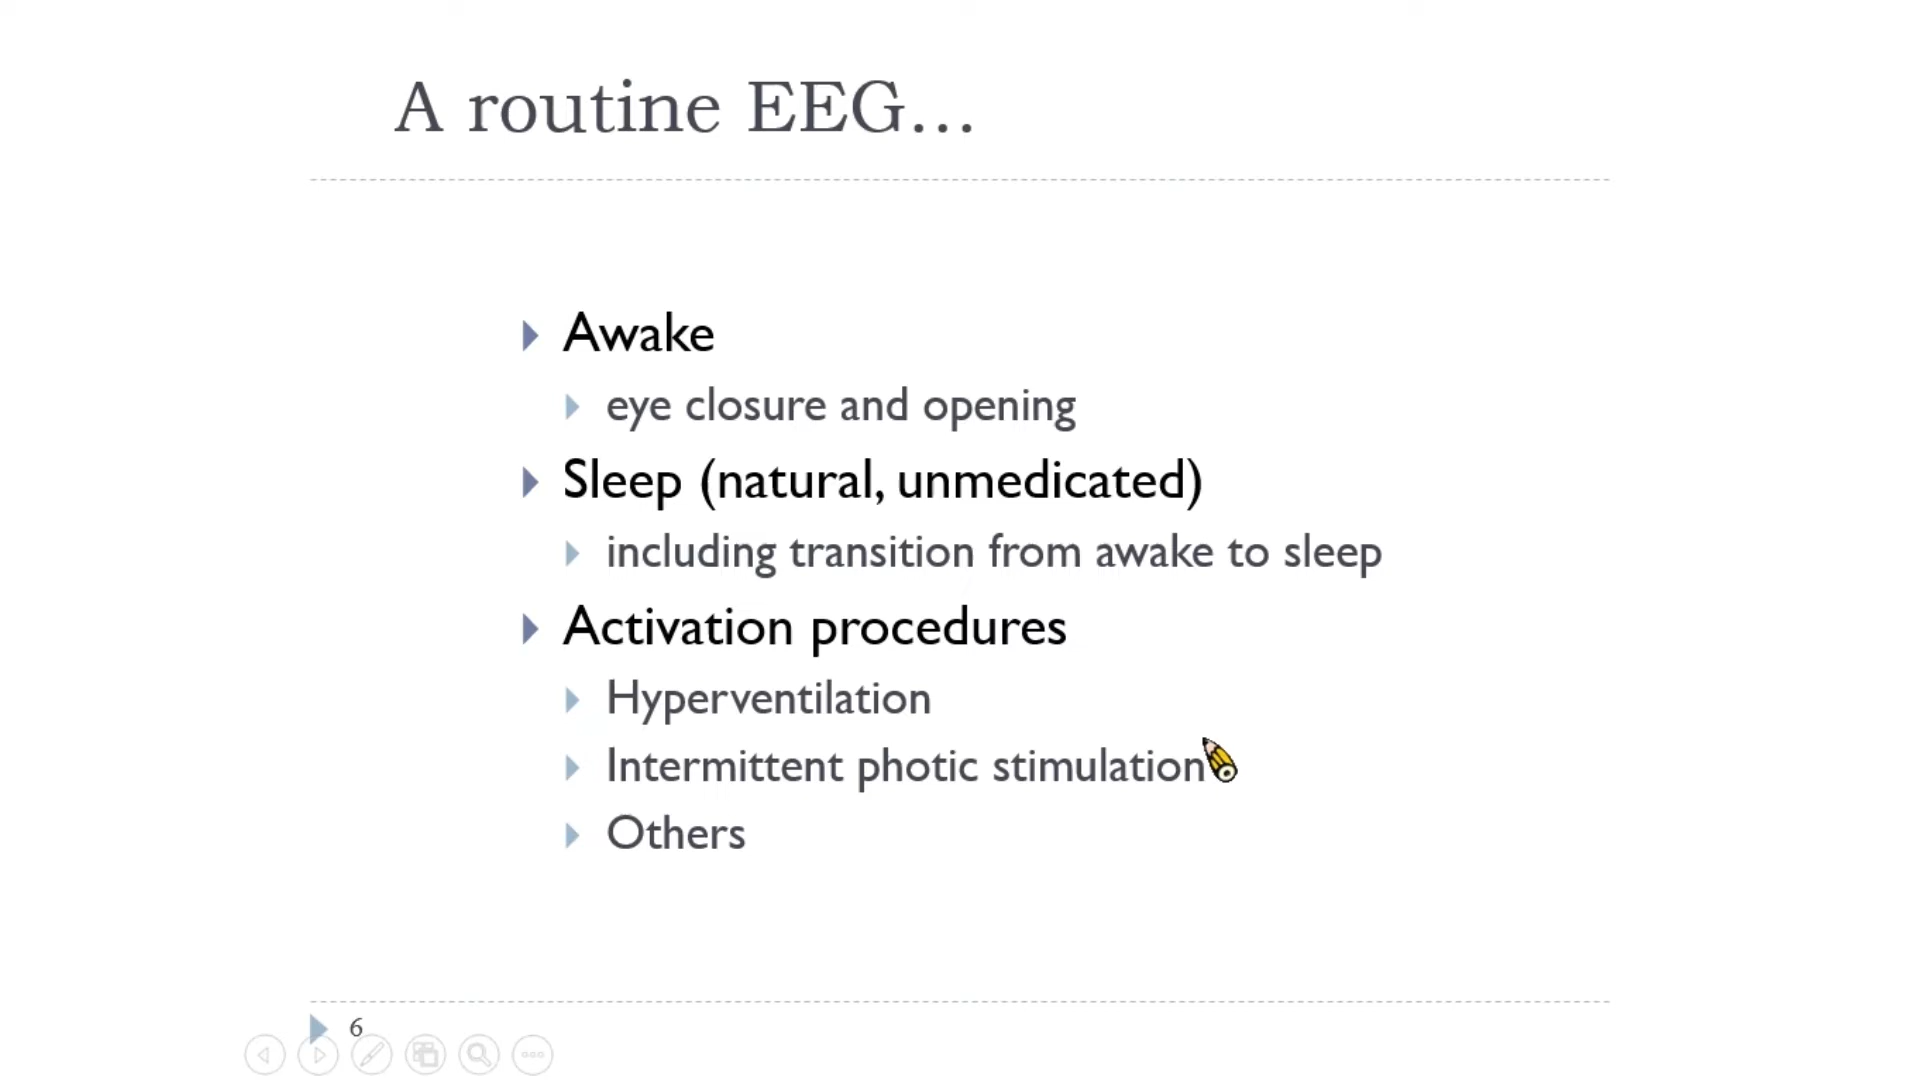 A routine EEG...
Awake
eye closure and opening
Sleep (natural, unmedicated)
including transition from awake to sleep
Activation procedures
Hyperventilation
Intermittent photic stimulation
Others
6